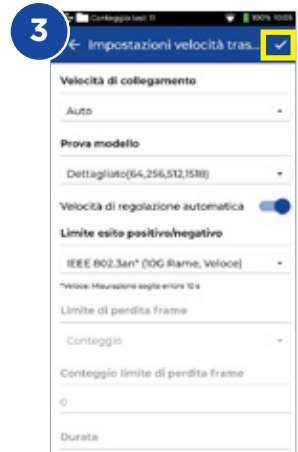 3
Conteggio test: 11
100% 10:05
Impostazioni velocità tras...
Velocità di collegamento
Auto
Prova modello
Dettagliato(64,256,512,1518)
Velocità di regolazione automatica
Limite esito positivo/negativo
IEEE 802.3an* (10G Rame, Veloce)
*Veloce: Misurazione soglia errore 12 s
Limite di perdita frame
Conteggio
Conteggio limite di perdita frame
0
Durata